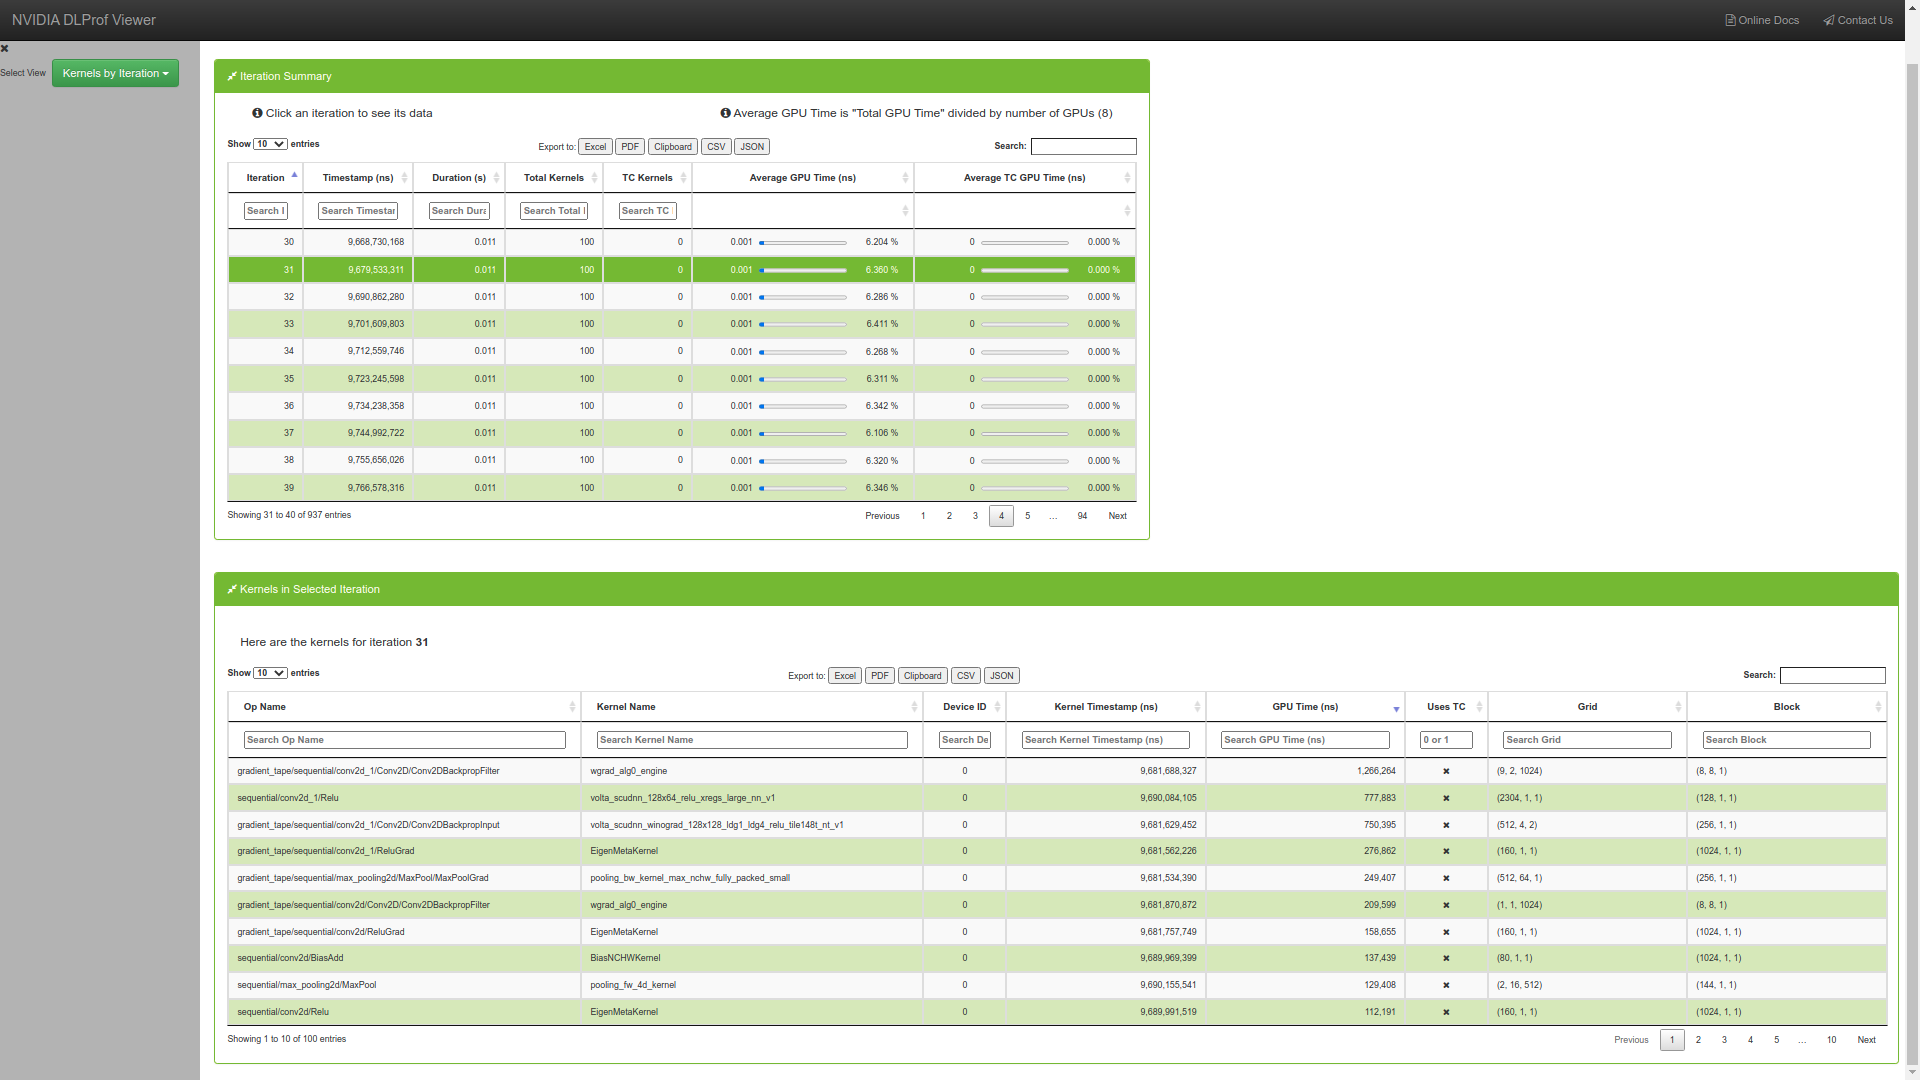 NVIDIA DLProf Viewer
Online Docs Contact Us
Select View Kernels by Iteration
Iteration Summary
Click an iteration to see its data Average GPU Time is "Total GPU Time" divided by number of GPUs (8)
Show 10 entries Export to: Excel PDF Clipboard CSV JSON Search:
Iteration Timestamp (ns) Duration (s) Total Kernels TC Kernels Average GPU Time (ns) Average TC GPU Time (ns)
Search I Search Timestar Search Dura Search Total Search TC
30 9,668,730,168 0.011 100 0 0.001 6.204 % 0 0.000 %
31 9,679,533,311 0.011 100 0 0.001 6.360 % 0 0.000 %
32 9,690,862,280 0.011 100 0 0.001 6.286 % 0 0.000 %
33 9,701,609,803 0.011 100 0 0.001 6.411 % 0 0.000 %
34 9,712,559,746 0.011 100 0 0.001 6.268 % 0 0.000 %
35 9,723,245,598 0.011 100 0 0.001 6.311 % 0 0.000 %
36 9,734,238,358 0.011 100 0 0.001 6.342 % 0 0.000 %
37 9,744,992,722 0.011 100 0 0.001 6.106 % 0 0.000 %
38 9,755,656,026 0.011 100 0 0.001 6.320 % 0 0.000 %
39 9,766,578,316 0.011 100 0 0.001 6.346 % 0 0.000 %
Showing 31 to 40 of 937 entries Previous 1 2 3 4 5 … 94 Next
Kernels in Selected Iteration
Here are the kernels for iteration 31
Show 10 entries Export to: Excel PDF Clipboard CSV JSON Search:
Op Name Kernel Name Device ID Kernel Timestamp (ns) GPU Time (ns) Uses TC Grid Block
Search Op Name Search Kernel Name Search De Search Kernel Timestamp (ns) Search GPU Time (ns) 0 or 1 Search Grid Search Block
gradient_tape/sequential/conv2d_1/Conv2D/Conv2DBackpropFilter wgrad_alg0_engine 0 9,681,688,327 1,266,264 ✖ (9, 2, 1024) (8, 8, 1)
sequential/conv2d_1/Relu volta_scudnn_128x64_relu_xregs_large_nn_v1 0 9,690,084,105 777,883 ✖ (2304, 1, 1) (128, 1, 1)
gradient_tape/sequential/conv2d_1/Conv2D/Conv2DBackpropInput volta_scudnn_winograd_128x128_ldg1_ldg4_relu_tile148t_nt_v1 0 9,681,629,452 750,395 ✖ (512, 4, 2) (256, 1, 1)
gradient_tape/sequential/conv2d_1/ReluGrad EigenMetaKernel 0 9,681,562,226 276,862 ✖ (160, 1, 1) (1024, 1, 1)
gradient_tape/sequential/max_pooling2d/MaxPool/MaxPoolGrad pooling_bw_kernel_max_nchw_fully_packed_small 0 9,681,534,390 249,407 ✖ (512, 64, 1) (256, 1, 1)
gradient_tape/sequential/conv2d/Conv2D/Conv2DBackpropFilter wgrad_alg0_engine 0 9,681,870,872 209,599 ✖ (1, 1, 1024) (8, 8, 1)
gradient_tape/sequential/conv2d/ReluGrad EigenMetaKernel 0 9,681,757,749 158,655 ✖ (160, 1, 1) (1024, 1, 1)
sequential/conv2d/BiasAdd BiasNCHWKernel 0 9,689,969,399 137,439 ✖ (80, 1, 1) (1024, 1, 1)
sequential/max_pooling2d/MaxPool pooling_fw_4d_kernel 0 9,690,155,541 129,408 ✖ (2, 16, 512) (144, 1, 1)
sequential/conv2d/Relu EigenMetaKernel 0 9,689,991,519 112,191 ✖ (160, 1, 1) (1024, 1, 1)
Showing 1 to 10 of 100 entries Previous 1 2 3 4 5 … 10 Next